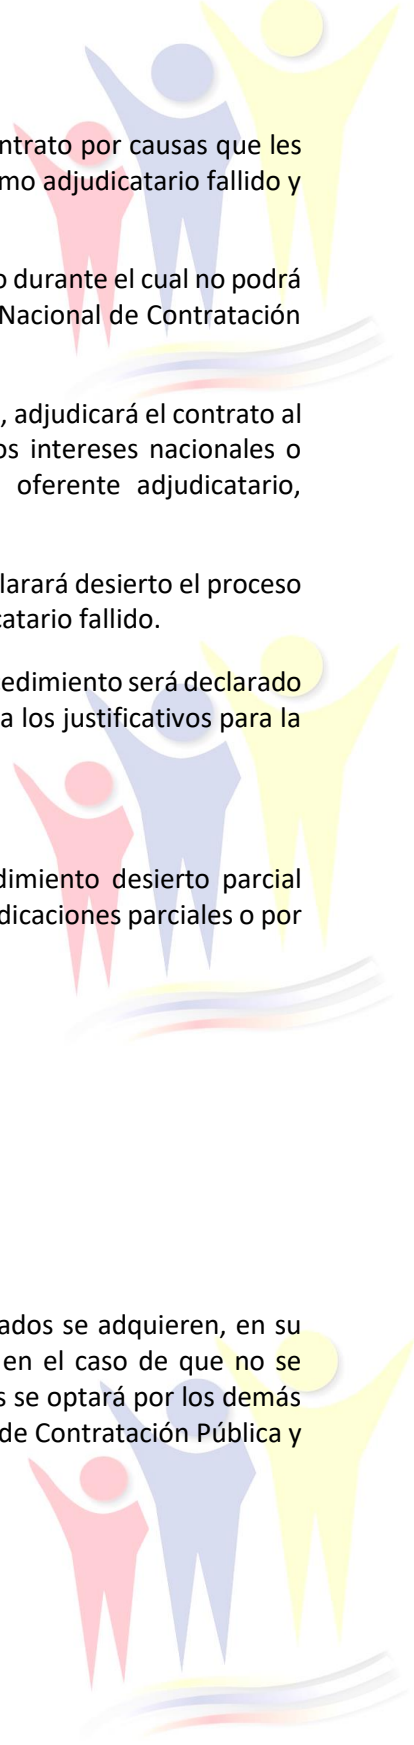 ntrato por causas que les
mo adjudicatario fallido y
o durante el cual no podrá
Nacional de Contratación
, adjudicará el contrato al
os intereses nacionales o
oferente adjudicatario,
larará desierto el proceso
catario fallido.
edimiento será declarado
a los justificativos para la
dimiento desierto parcial
dicaciones parciales o por
ados se adquieren, en su
en el caso de que no se
s se optará por los demás
de Contratación Pública y